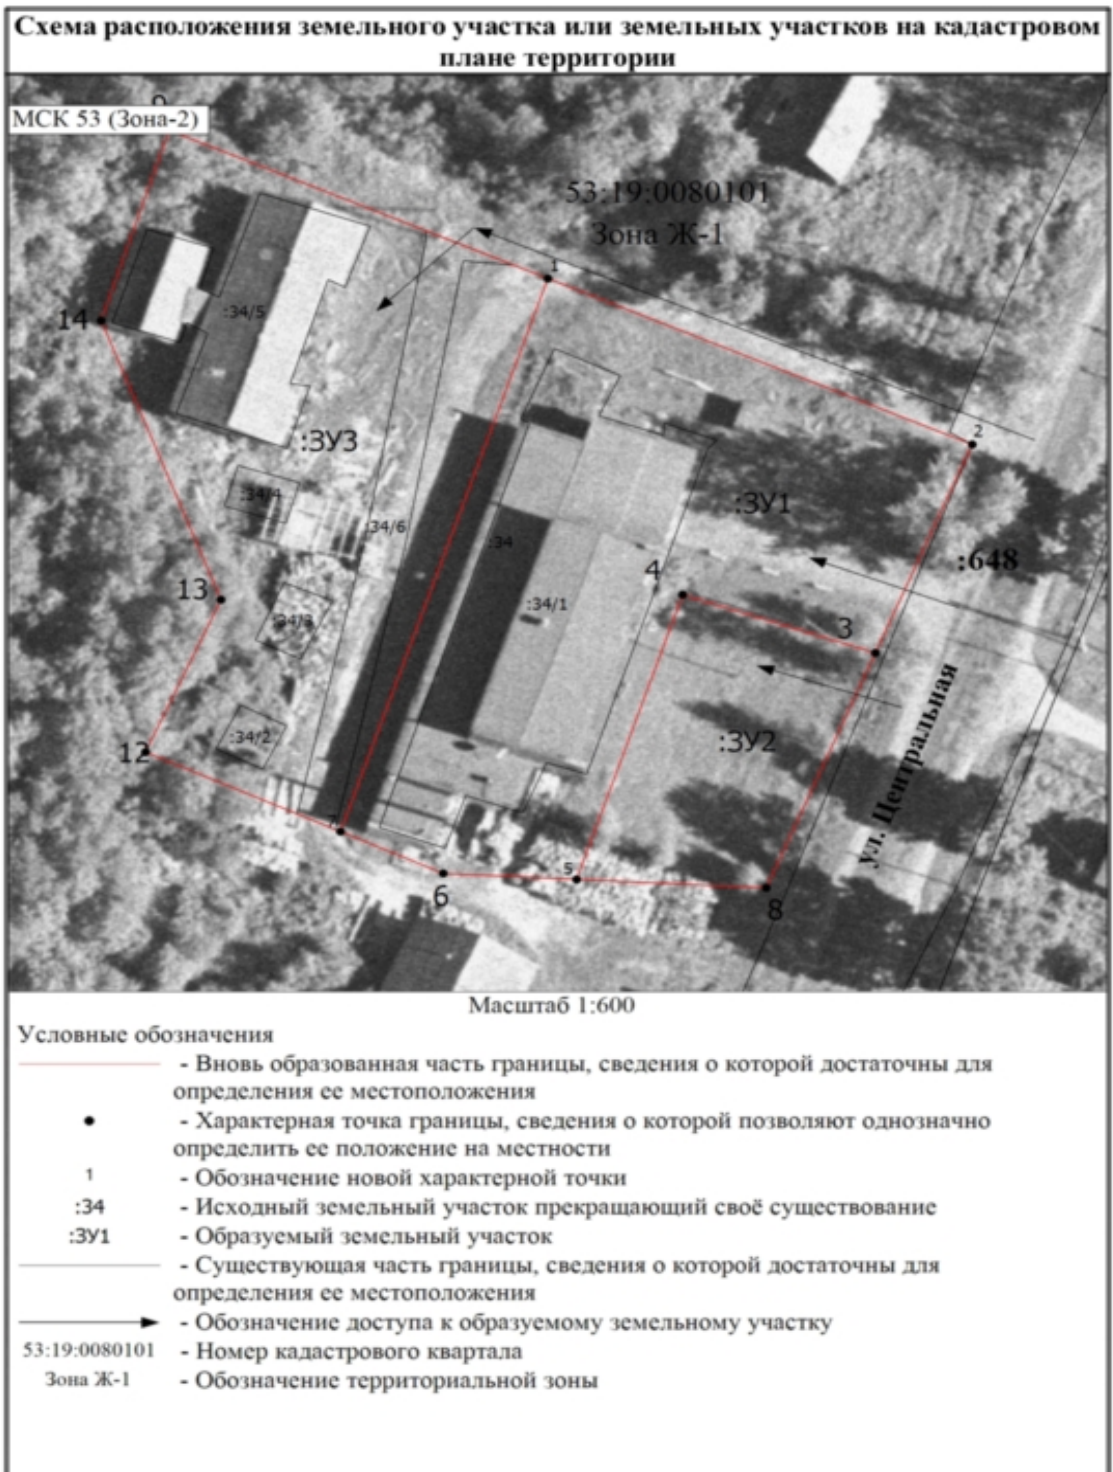 Схема расположения земельного участка или земельных участков на кадастровом
плане территории
9
МСК 53 (Зона-2)
53:19:0080101
Зона Ж-1
1
14
:34/5
2
:ЗУ3
:34/4
:ЗУ1
:34/6
:34
:648
4
13
:34/1
:34/3
3
ул. Центральная
:34/2
:ЗУ2
12
7
5
6
8
Масштаб 1:600
Условные обозначения
- Вновь образованная часть границы, сведения о которой достаточны для
определения ее местоположения
- Характерная точка границы, сведения о которой позволяют однозначно
определить ее положение на местности
1 - Обозначение новой характерной точки
:34 - Исходный земельный участок прекращающий своё существование
:ЗУ1 - Образуемый земельный участок
- Существующая часть границы, сведения о которой достаточны для
определения ее местоположения
- Обозначение доступа к образуемому земельному участку
53:19:0080101 - Номер кадастрового квартала
Зона Ж-1 - Обозначение территориальной зоны